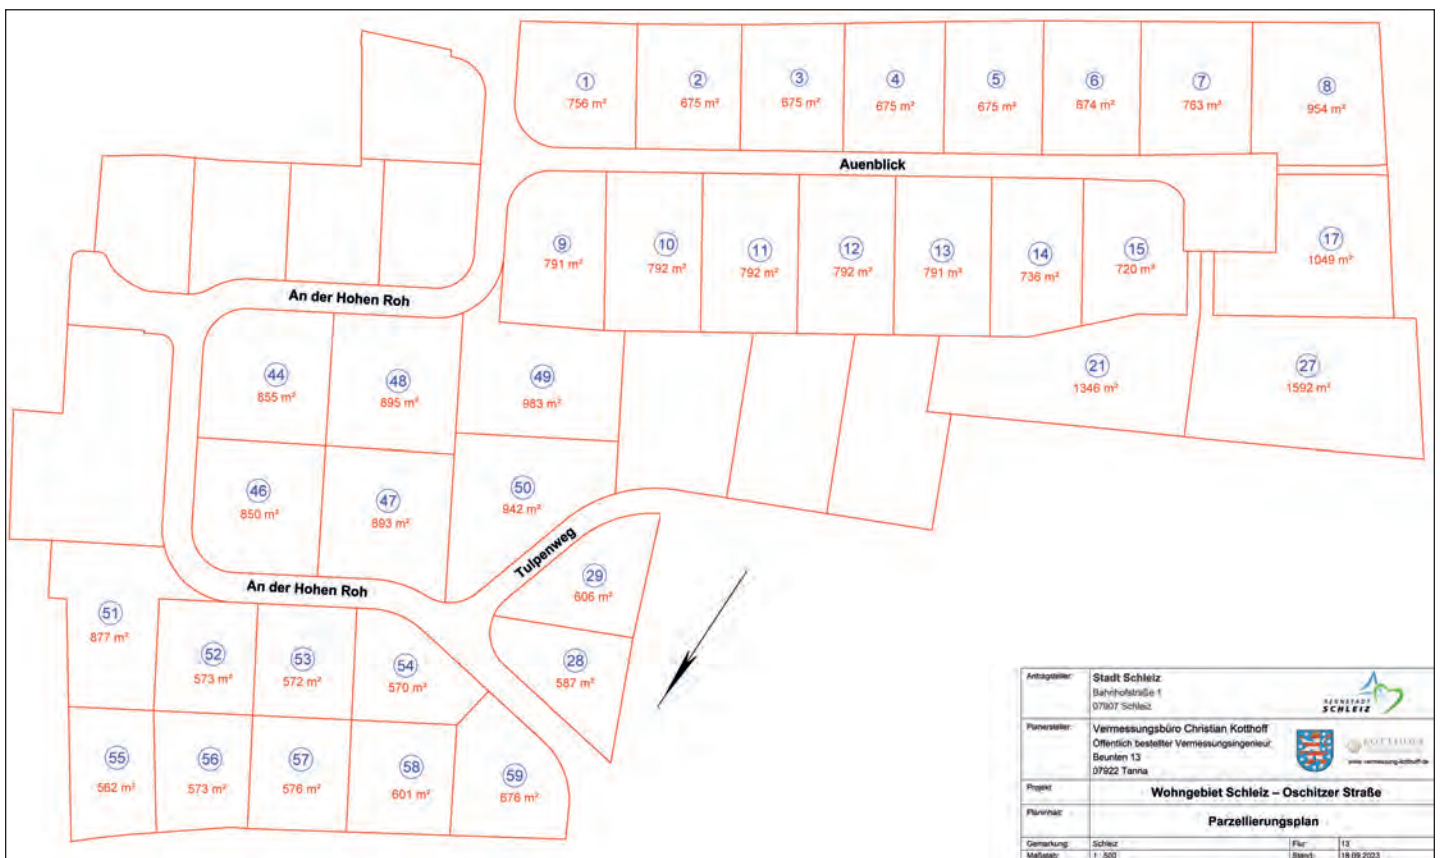 1
756 m²
2
675 m²
3
675 m²
4
675 m²
5
675 m²
6
674 m²
7
763 m²
8
954 m²
Auenblick
9
791 m²
10
792 m²
11
792 m²
12
792 m²
13
791 m²
14
736 m²
15
720 m²
17
1049 m²
An der Hohen Roh
44
855 m²
48
895 m²
49
983 m²
21
1346 m²
27
1592 m²
46
850 m²
47
893 m²
50
942 m²
Tulpenweg
An der Hohen Roh
29
606 m²
28
587 m²
51
877 m²
52
573 m²
53
572 m²
54
570 m²
55
562 m²
56
573 m²
57
576 m²
58
601 m²
59
676 m²
Antragsteller:
Stadt Schleiz
Bahnhofstraße 1
07907 Schleiz
RENNSTADT
SCHLEIZ
Planersteller:
Vermessungsbüro Christian Kotthoff
Öffentlich bestellter Vermessungsingenieur
Beunten 13
07922 Tanna
KOTTHOFF
www.vermessung-kotthoff.de
Projekt:
Wohngebiet Schleiz – Oschitzer Straße
Planinhalt:
Parzellierungsplan
Gemarkung: Schleiz Flur: 13
Maßstab: 1 : 500 Stand: 18.09.2023